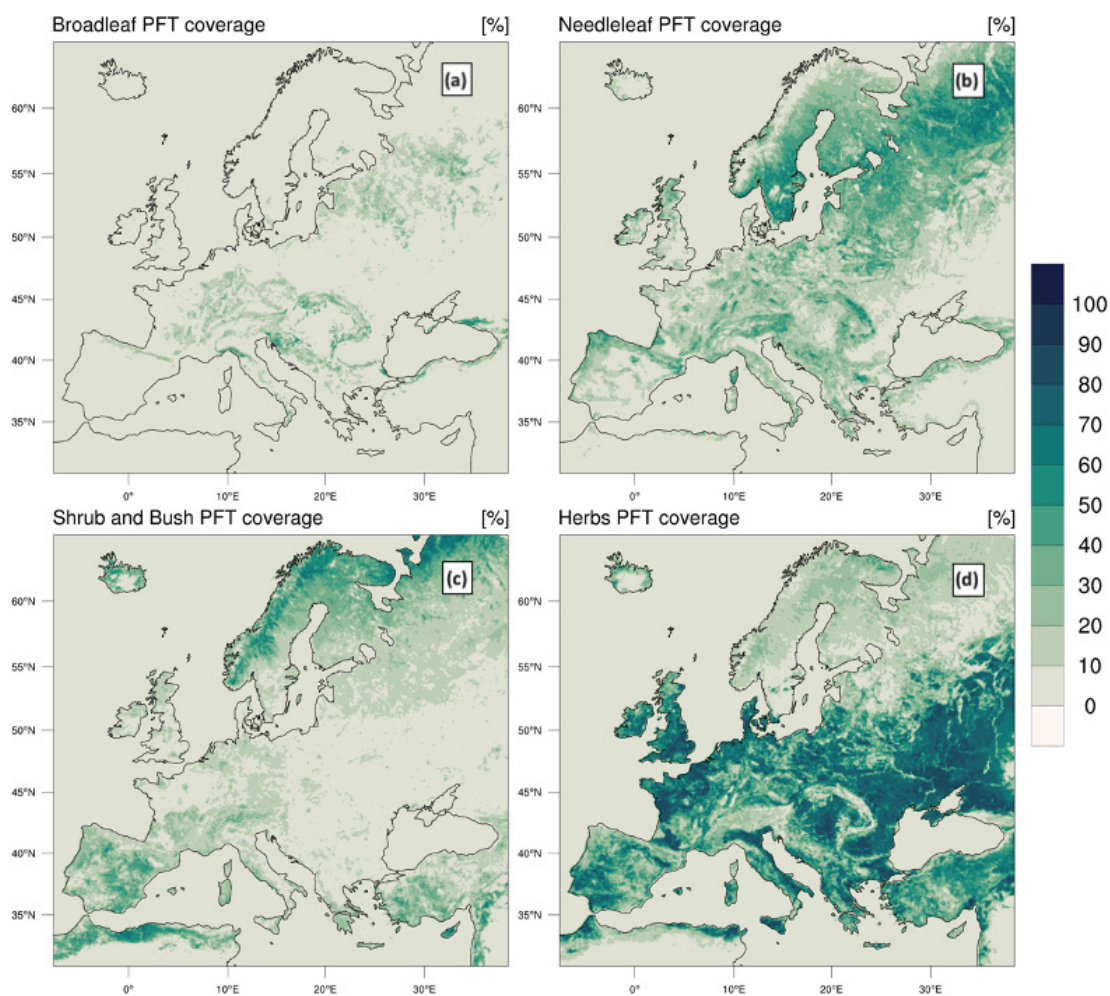 Broadleaf PFT coverage [%]
(a)
60°N
55°N
50°N
45°N
40°N
35°N
0° 10°E 20°E 30°E
Needleleaf PFT coverage [%]
(b)
60°N
55°N
50°N
45°N
40°N
35°N
0° 10°E 20°E 30°E
Shrub and Bush PFT coverage [%]
(c)
60°N
55°N
50°N
45°N
40°N
35°N
0° 10°E 20°E 30°E
Herbs PFT coverage [%]
(d)
60°N
55°N
50°N
45°N
40°N
35°N
0° 10°E 20°E 30°E
100
90
80
70
60
50
40
30
20
10
0